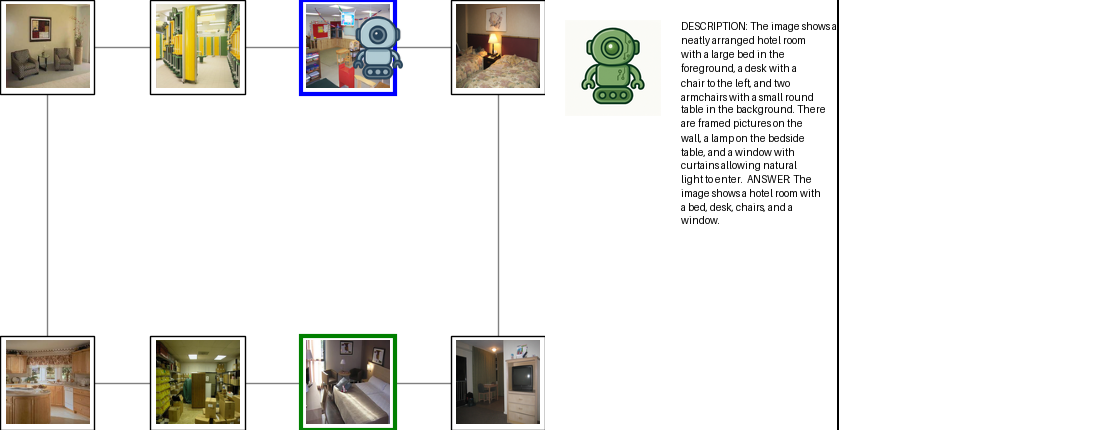 DESCRIPTION: The image shows a
neatly arranged hotel room
with a large bed in the
foreground, a desk with a
chair to the left, and two
armchairs with a small round
table in the background. There
are framed pictures on the
wall, a lamp on the bedside
table, and a window with
curtains allowing natural
light to enter. ANSWER: The
image shows a hotel room with
a bed, desk, chairs, and a
window.